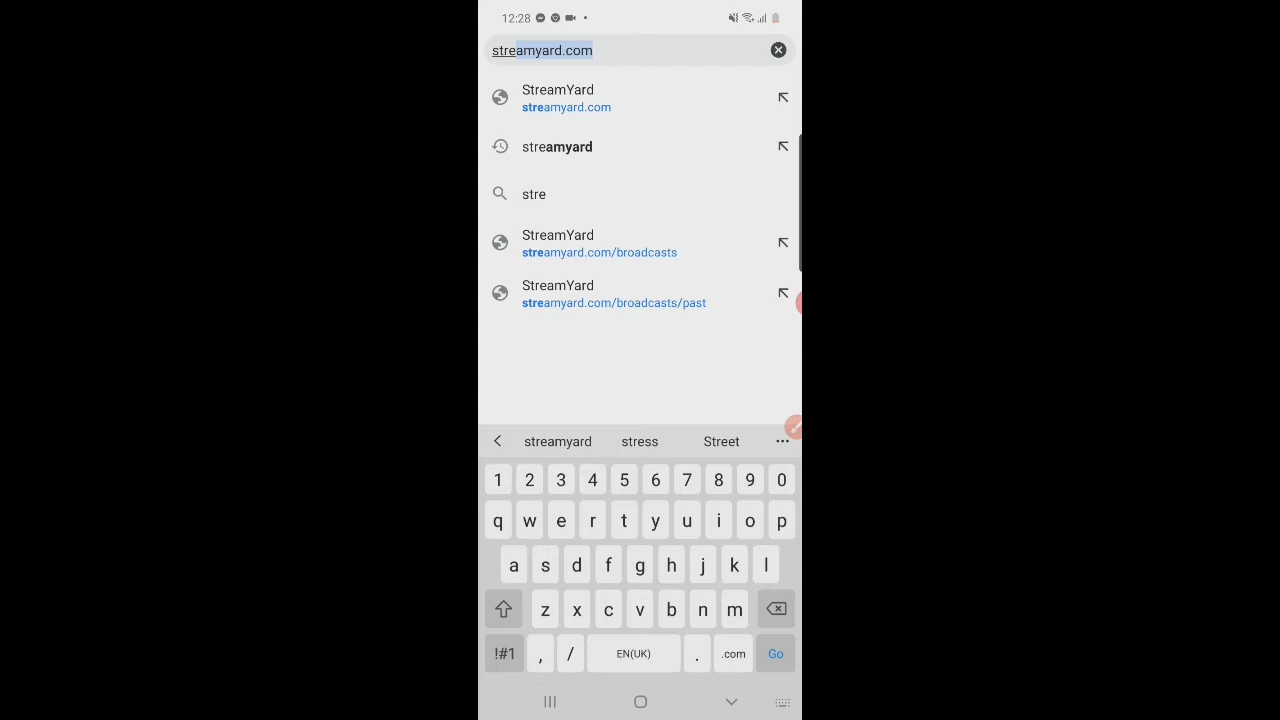 12:28
streamyard.com
StreamYard
streamyard.com
streamyard
stre
StreamYard
streamyard.com/broadcasts
StreamYard
streamyard.com/broadcasts/past
streamyard stress Street
1 2 3 4 5 6 7 8 9 0
q w e r t y u i o p
a s d f g h j k l
z x c v b n m
!#1 , / EN(UK) . .com Go